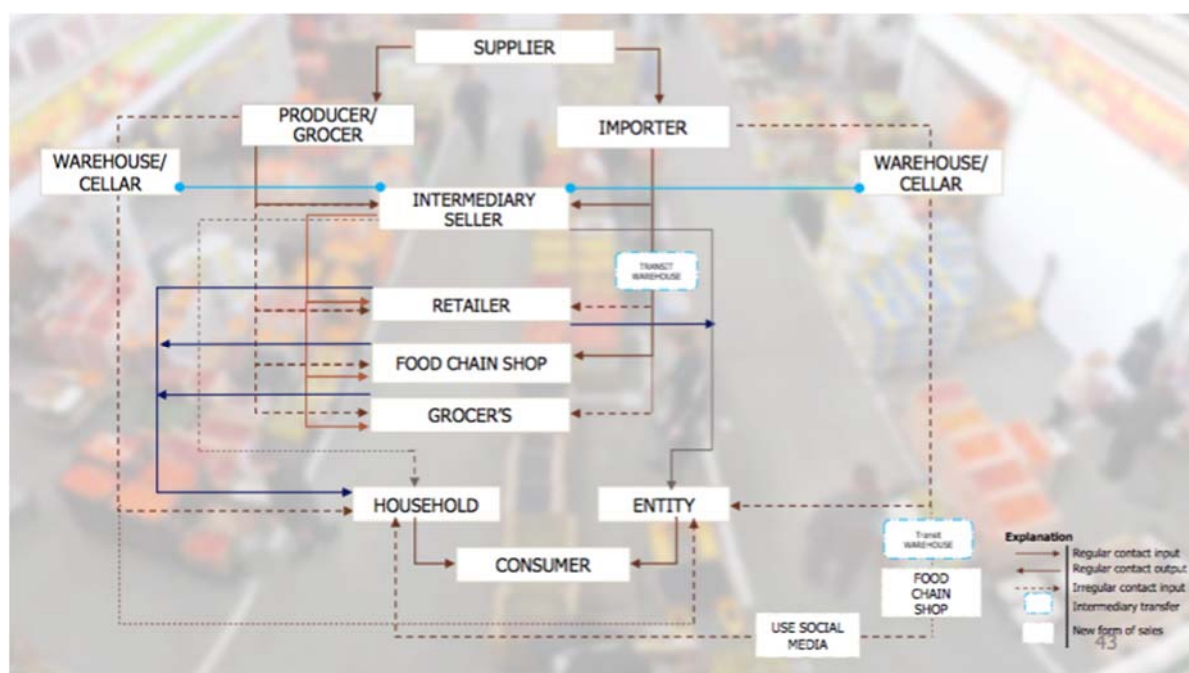 SUPPLIER
PRODUCER/
GROCER
IMPORTER
WAREHOUSE/
CELLAR
WAREHOUSE/
CELLAR
INTERMEDIARY
SELLER
TRANSIT
WAREHOUSE
RETAILER
FOOD CHAIN SHOP
GROCER'S
HOUSEHOLD
ENTITY
CONSUMER
Transit
WAREHOUSE
FOOD
CHAIN
SHOP
USE SOCIAL
MEDIA
Explanation
Regular contact input
Regular contact output
Irregular contact input
Intermediary transfer
New form of sales
43